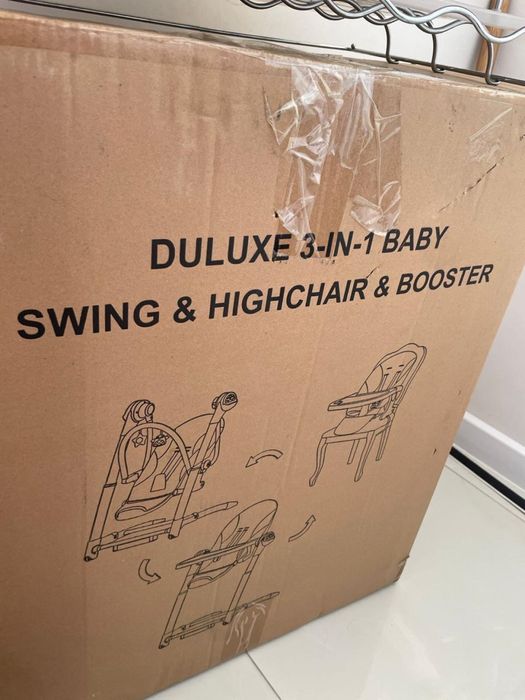 DULUXE 3-IN-1 BABY
SWING & HIGHCHAIR & BOOSTER